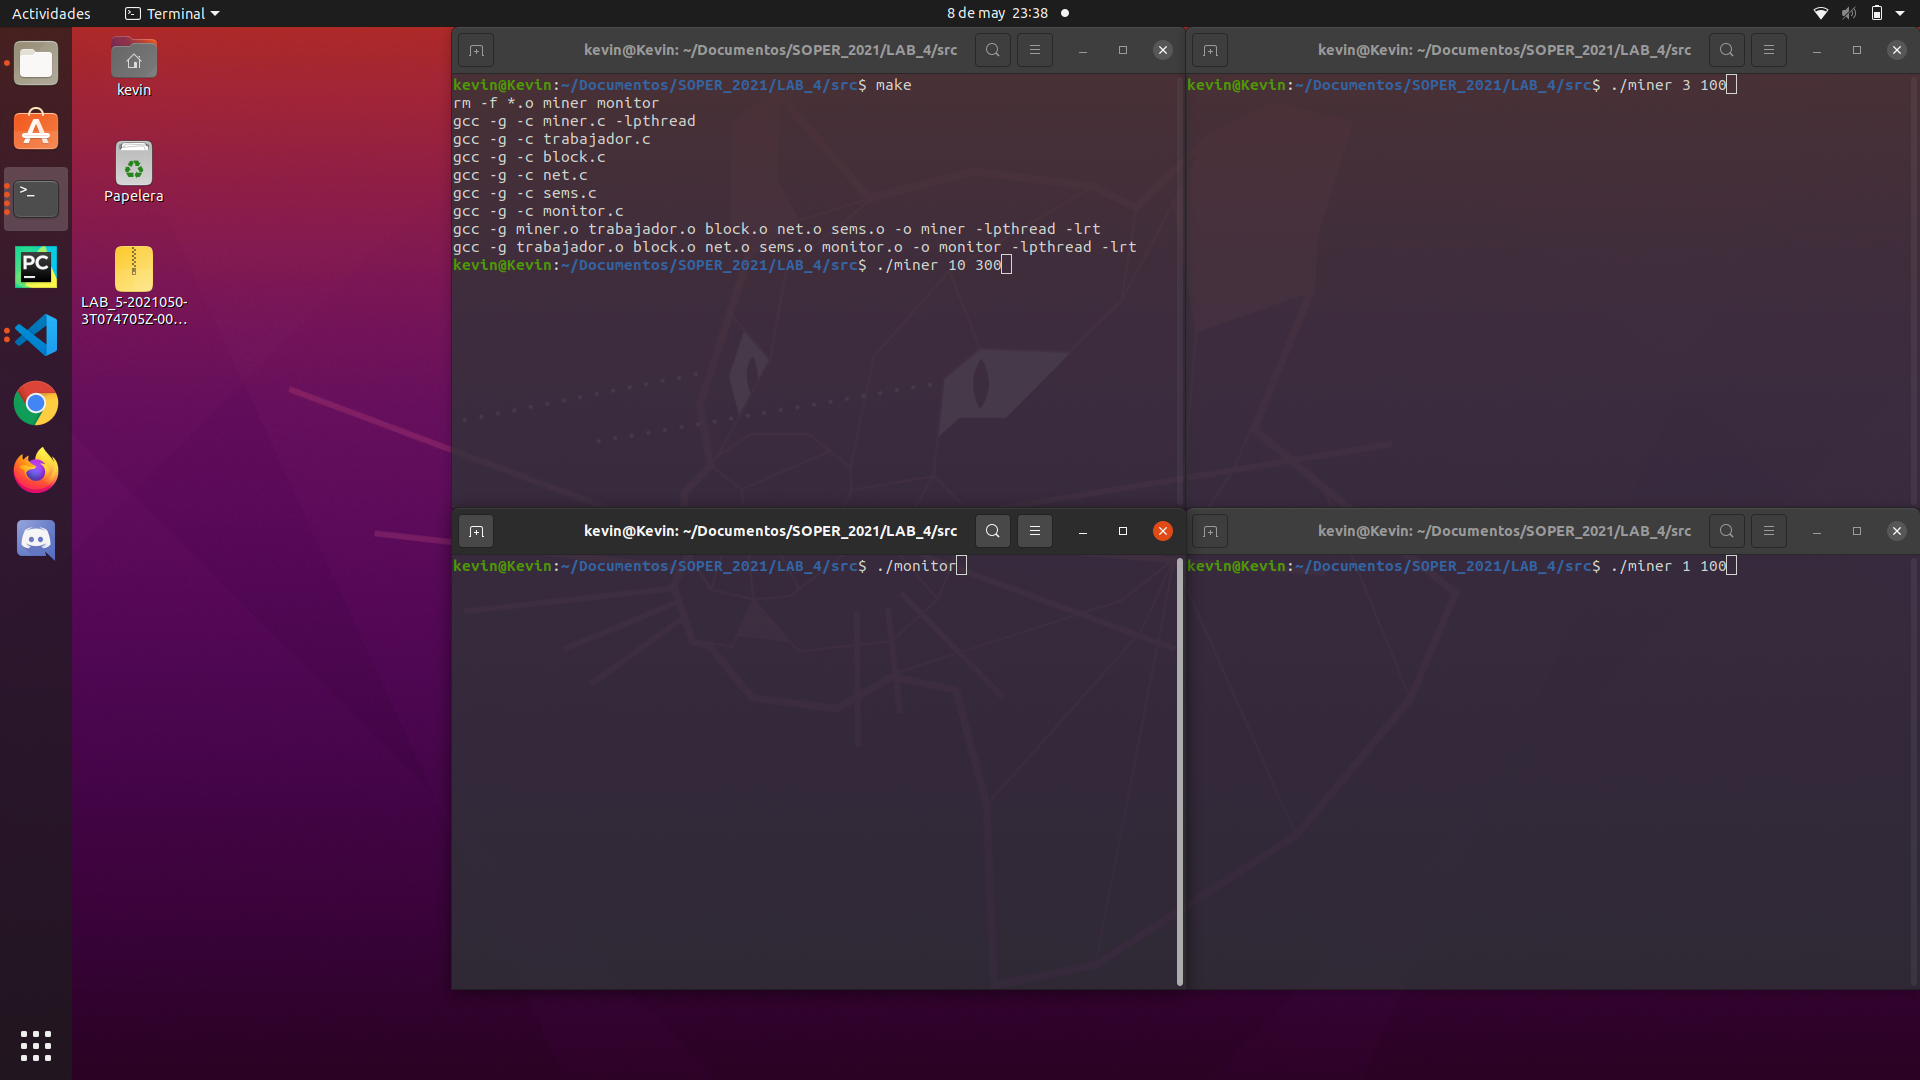 Actividades
Terminal
8 de may 23:38
kevin
Papelera
LAB_5-2021050-
3T074705Z-00...
PC
kevin@Kevin: ~/Documentos/SOPER_2021/LAB_4/src
kevin@Kevin:~/Documentos/SOPER_2021/LAB_4/src$ make
rm -f *.o miner monitor
gcc -g -c miner.c -lpthread
gcc -g -c trabajador.c
gcc -g -c block.c
gcc -g -c net.c
gcc -g -c sems.c
gcc -g -c monitor.c
gcc -g miner.o trabajador.o block.o net.o sems.o -o miner -lpthread -lrt
gcc -g trabajador.o block.o net.o sems.o monitor.o -o monitor -lpthread -lrt
kevin@Kevin:~/Documentos/SOPER_2021/LAB_4/src$ ./miner 10 300
kevin@Kevin: ~/Documentos/SOPER_2021/LAB_4/src
kevin@Kevin:~/Documentos/SOPER_2021/LAB_4/src$ ./miner 3 100
kevin@Kevin: ~/Documentos/SOPER_2021/LAB_4/src
kevin@Kevin:~/Documentos/SOPER_2021/LAB_4/src$ ./monitor
kevin@Kevin: ~/Documentos/SOPER_2021/LAB_4/src
kevin@Kevin:~/Documentos/SOPER_2021/LAB_4/src$ ./miner 1 100